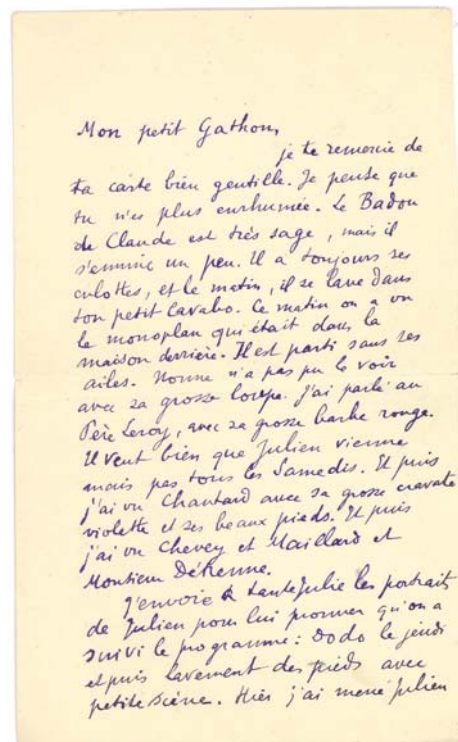 Mon petit Gathon,
je te remercie de
ta carte bien gentille. Je pense que
tu n'es plus enrhumée. Le Badon
de Claude est très sage, mais il
s'ennuie un peu. Il a toujours ses
culottes, et le matin, il se lave dans
ton petit lavabo. Ce matin on a vu
le monoplan qui était dans la
maison derrière. Il est parti sans ses
ailes. Nonne n'a pas pu le voir
avec sa grosse loupe. J'ai parlé au
Père Leroy, avec sa grosse barbe rouge.
Il veut bien que Julien vienne
mais pas tous les Samedis. Et puis
j'ai vu Chantard avec sa grosse cravate
violette et ses beaux pieds. Et puis
j'ai vu Chevey et Maillard et
Monsieur Détienne.
J'envoie à tante Julie les portraits
de Julien pour lui prouver qu'on a
suivi le programme : Dodo le jeudi
et puis lavement des pieds avec
petite scène. Hier j'ai mené Julien